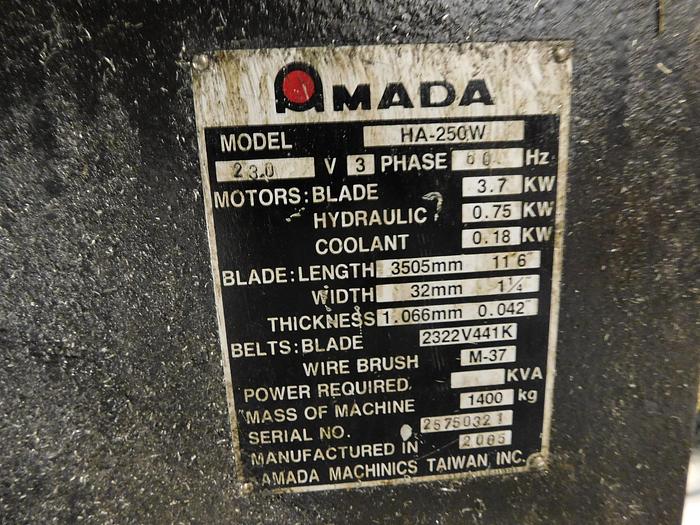 AMADA
MODEL HA-250W
230 V 3 PHASE 60 Hz
MOTORS: BLADE 3.7 KW
HYDRAULIC 0.75 KW
COOLANT 0.18 KW
BLADE: LENGTH 3505mm 11'6"
WIDTH 32mm 1¼"
THICKNESS 1.066mm 0.042"
BELTS: BLADE 2322V441K
WIRE BRUSH M-37
POWER REQUIRED KVA
MASS OF MACHINE 1400 kg
SERIAL NO. 25750321
MANUFACTURED IN
AMADA MACHINICS TAIWAN, INC.